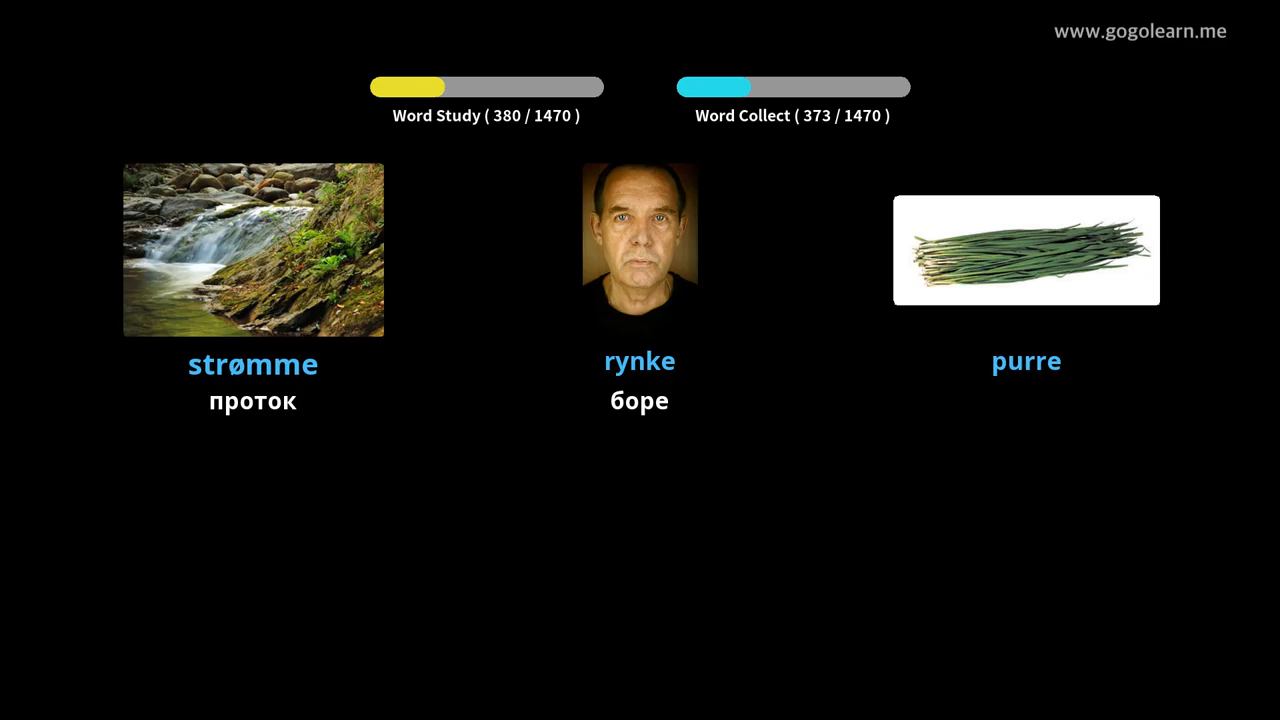 www.gogolearn.me
Word Study ( 380 / 1470 )
Word Collect ( 373 / 1470 )
strømme
проток
rynke
боре
purre